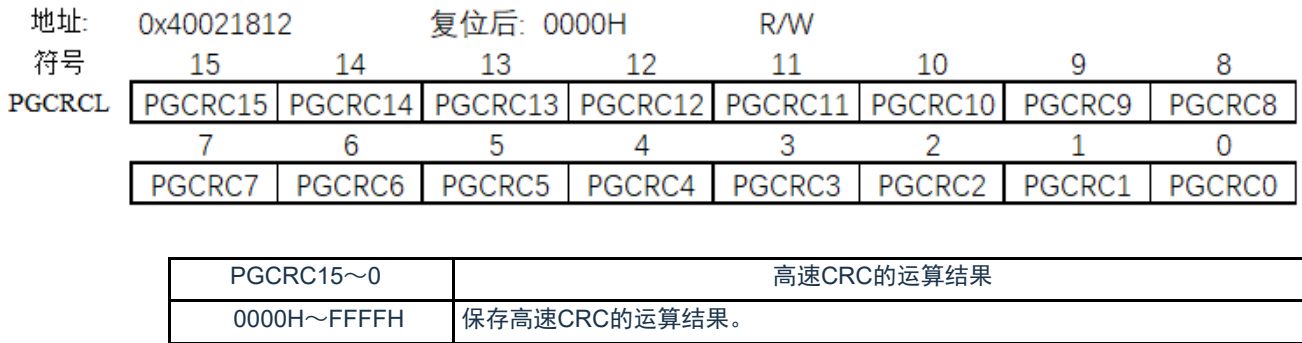 地址: 0x40021812 复位后: 0000H R/W
符号 15 14 13 12 11 10 9 8
PGCRCL PGCRC15 PGCRC14 PGCRC13 PGCRC12 PGCRC11 PGCRC10 PGCRC9 PGCRC8
7 6 5 4 3 2 1 0
PGCRC7 PGCRC6 PGCRC5 PGCRC4 PGCRC3 PGCRC2 PGCRC1 PGCRC0
PGCRC15～0 高速CRC的运算结果
0000H～FFFFH 保存高速CRC的运算结果。